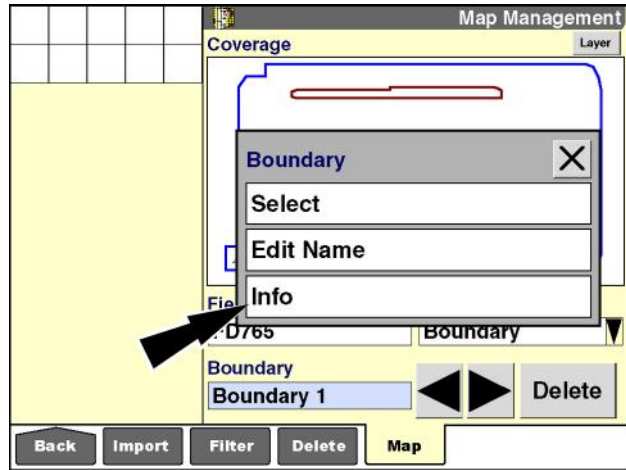 Map Management
Coverage
Layer
Boundary
Select
Edit Name
Info
Fie
D765
Boundary
Boundary
Boundary 1
Delete
Back
Import
Filter
Delete
Map